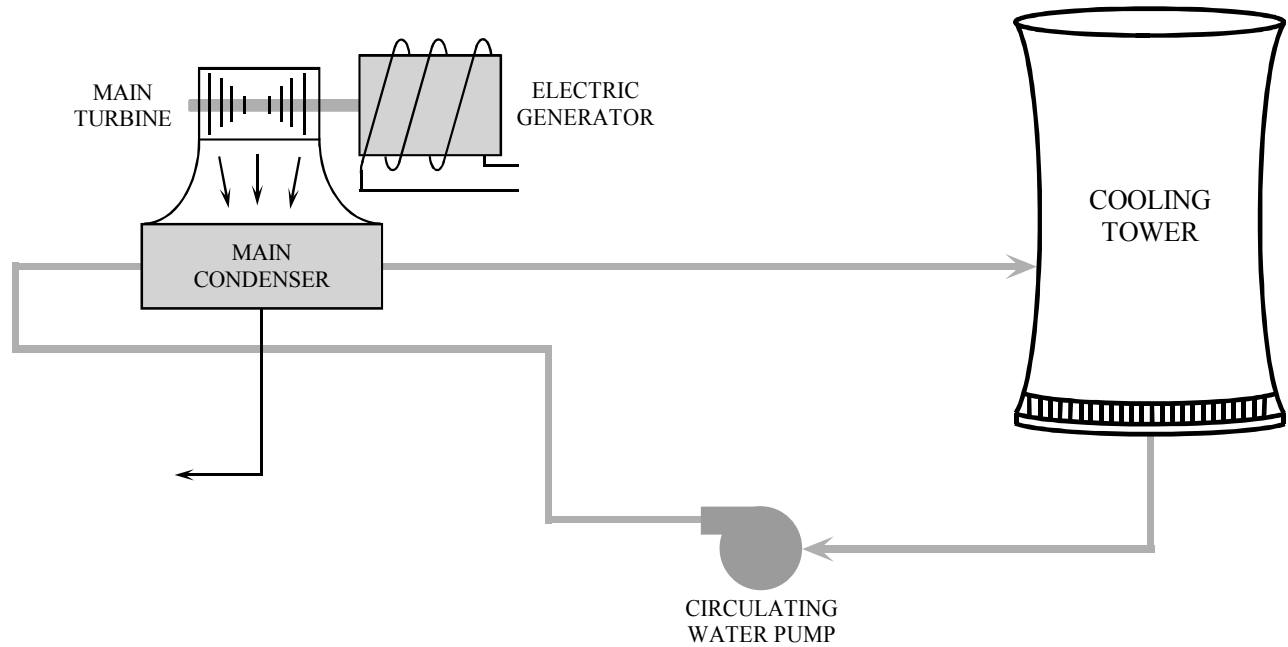 MAIN
TURBINE
ELECTRIC
GENERATOR
COOLING
TOWER
MAIN
CONDENSER
CIRCULATING
WATER PUMP